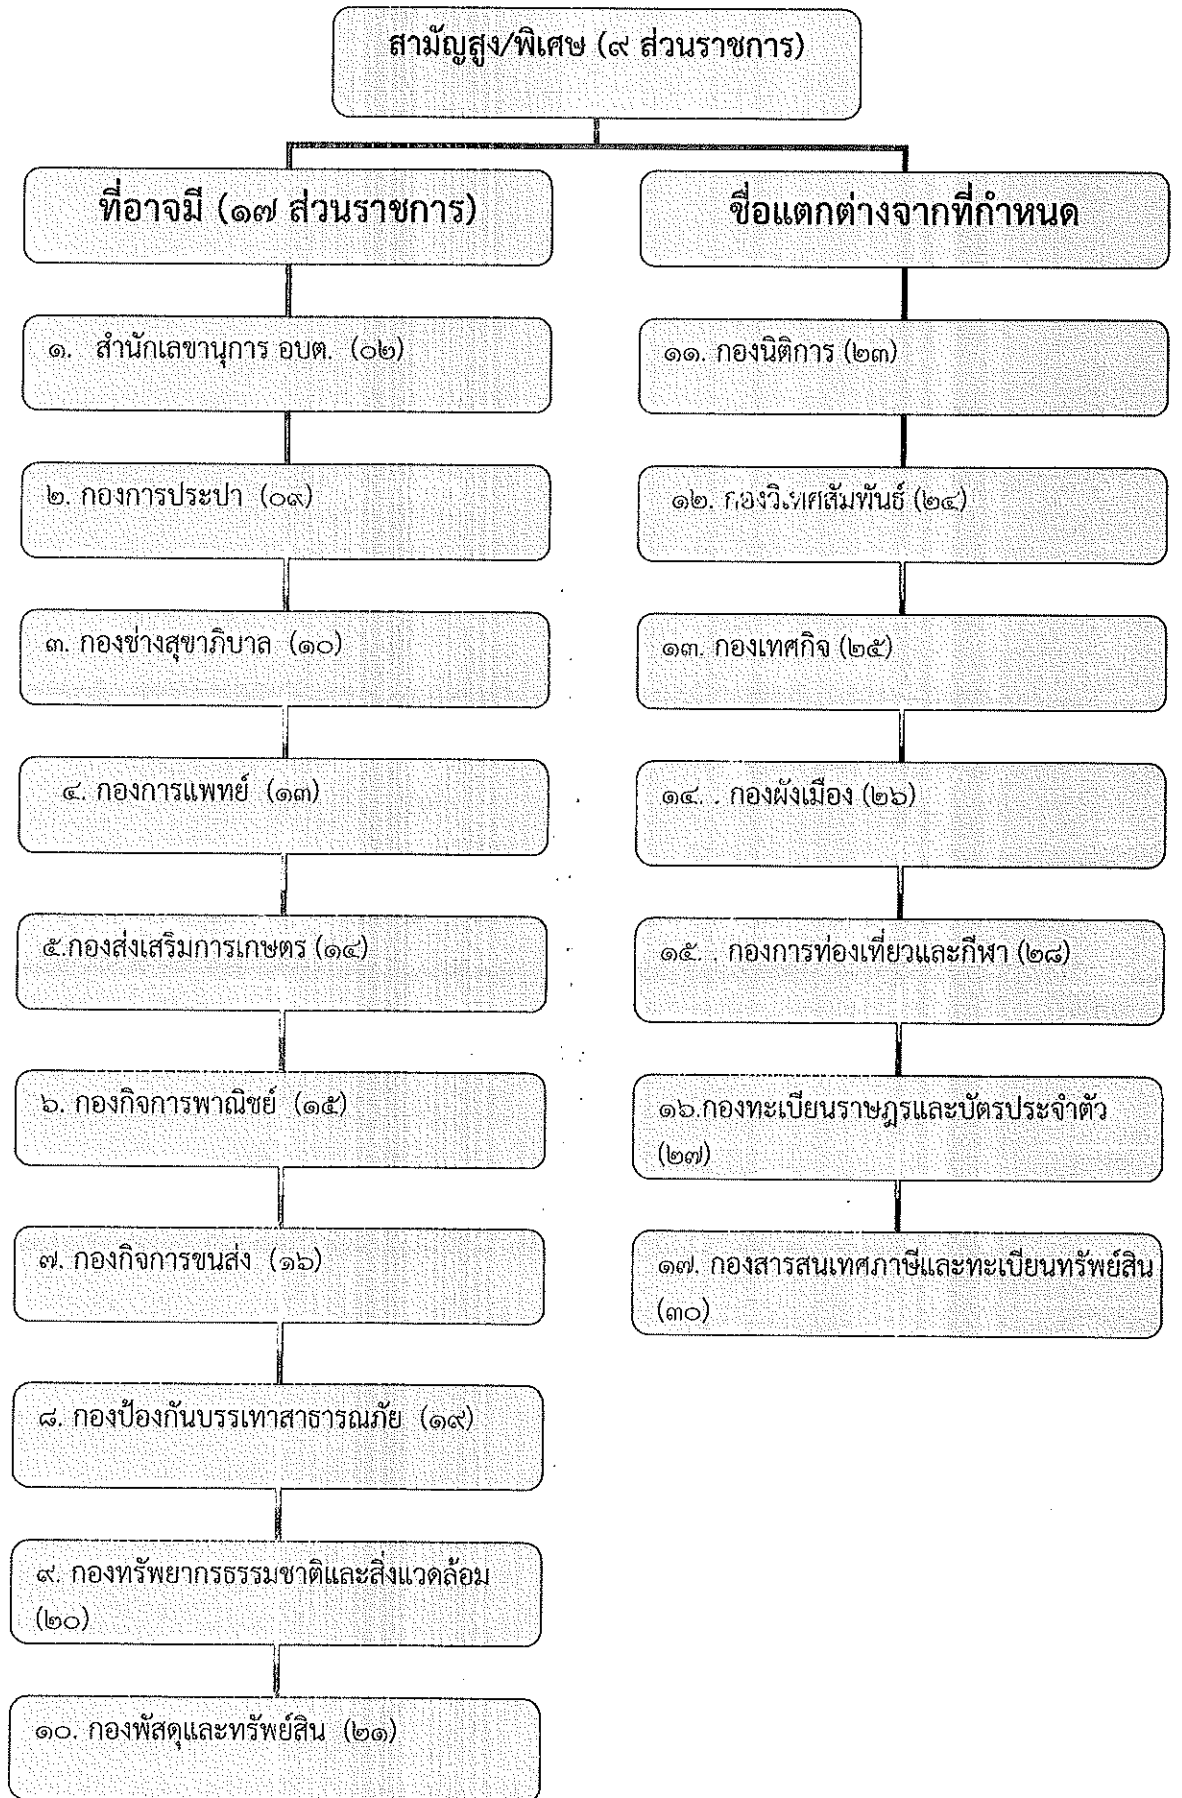 สามัญสูง/พิเศษ (๙ ส่วนราชการ)
ที่อาจมี (๑๗ ส่วนราชการ)
๑. สำนักเลขานุการ อบต. (๐๒)
๒. กองการประปา (๐๙)
๓. กองช่างสุขาภิบาล (๑๐)
๔. กองการแพทย์ (๑๓)
๕.กองส่งเสริมการเกษตร (๑๔)
๖. กองกิจการพาณิชย์ (๑๕)
๗. กองกิจการขนส่ง (๑๖)
๘. กองป้องกันบรรเทาสาธารณภัย (๑๙)
๙. กองทรัพยากรธรรมชาติและสิ่งแวดล้อม
(๒๐)
๑๐. กองพัสดุและทรัพย์สิน (๒๑)
ชื่อแตกต่างจากที่กำหนด
๑๑. กองนิติการ (๒๓)
๑๒. กองวิเทศสัมพันธ์ (๒๔)
๑๓. กองเทศกิจ (๒๕)
๑๔. . กองผังเมือง (๒๖)
๑๕. . กองการท่องเที่ยวและกีฬา (๒๘)
๑๖.กองทะเบียนราษฎรและบัตรประจำตัว
(๒๗)
๑๗. กองสารสนเทศภาษีและทะเบียนทรัพย์สิน
(๓๐)